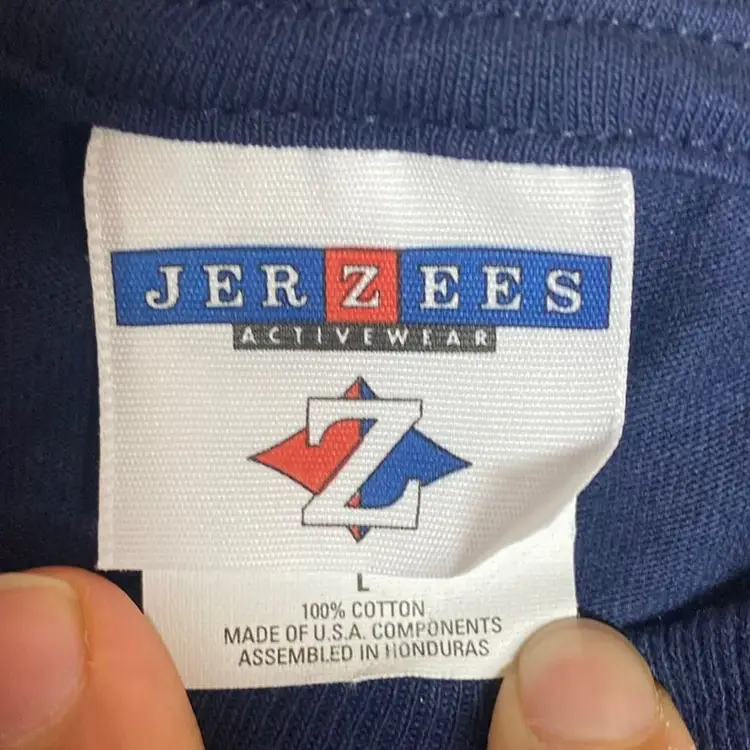 JERZEES
ACTIVEWEAR
Z
L
100% COTTON
MADE OF U.S.A. COMPONENTS
ASSEMBLED IN HONDURAS